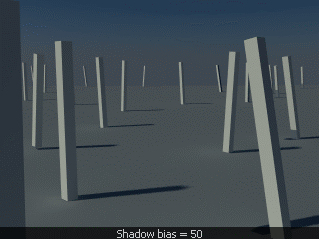 Shadow bias = 50